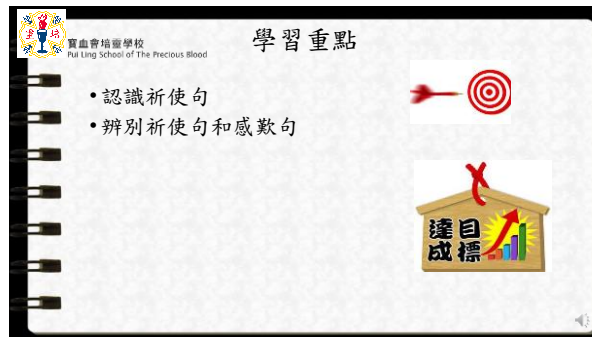 寶血會培靈學校
Pui Ling School of The Precious Blood
學習重點
•認識祈使句
•辨別祈使句和感歎句
達目
成標